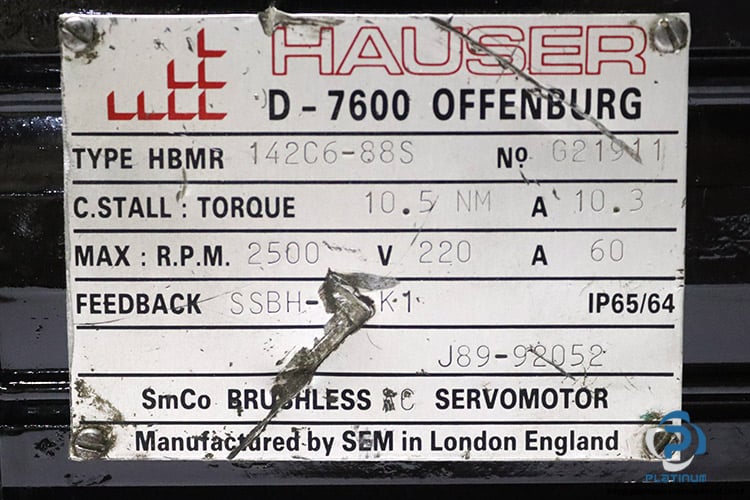 HAUSER
D-7600 OFFENBURG
TYPE HBMR 142C6-88S Nº G21911
C.STALL : TORQUE 10.5 NM A 10.3
MAX : R.P.M. 2500 V 220 A 60
FEEDBACK SSBH- K1 IP65/64
J89-92052
SmCo BRUSHLESS SERVOMOTOR
Manufactured by SEM in London England
PLATINUM